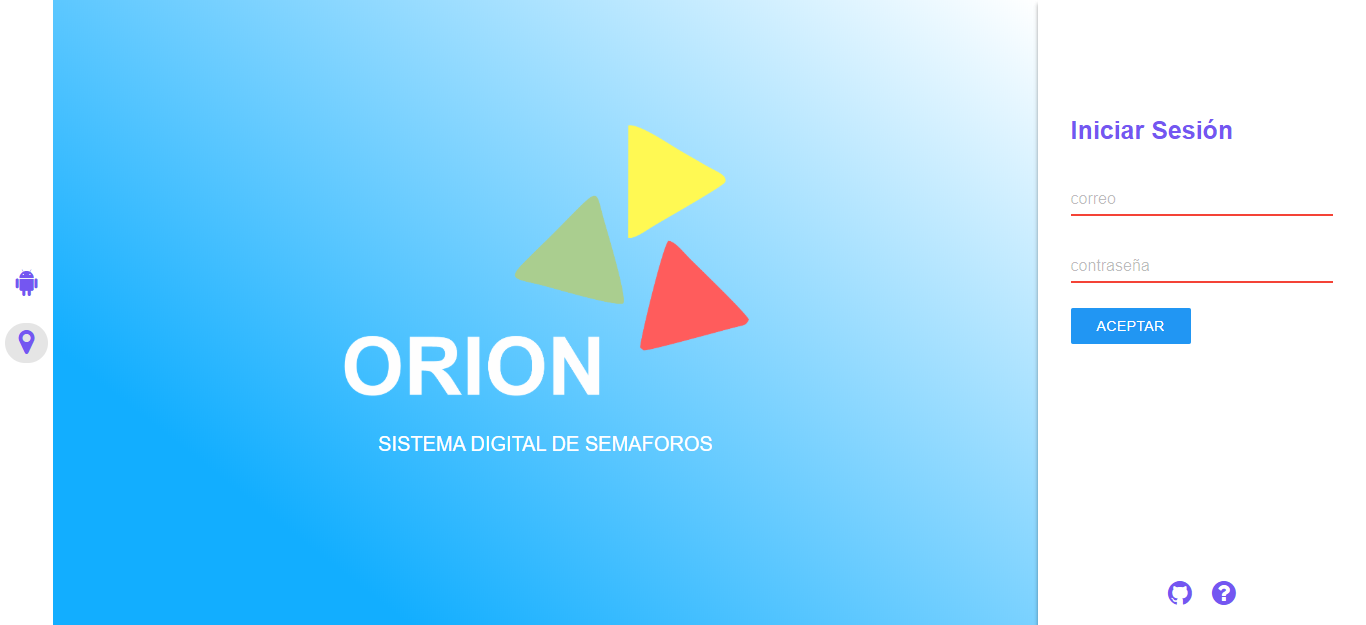 ORION
SISTEMA DIGITAL DE SEMAFOROS
Iniciar Sesión
correo
contraseña
ACEPTAR